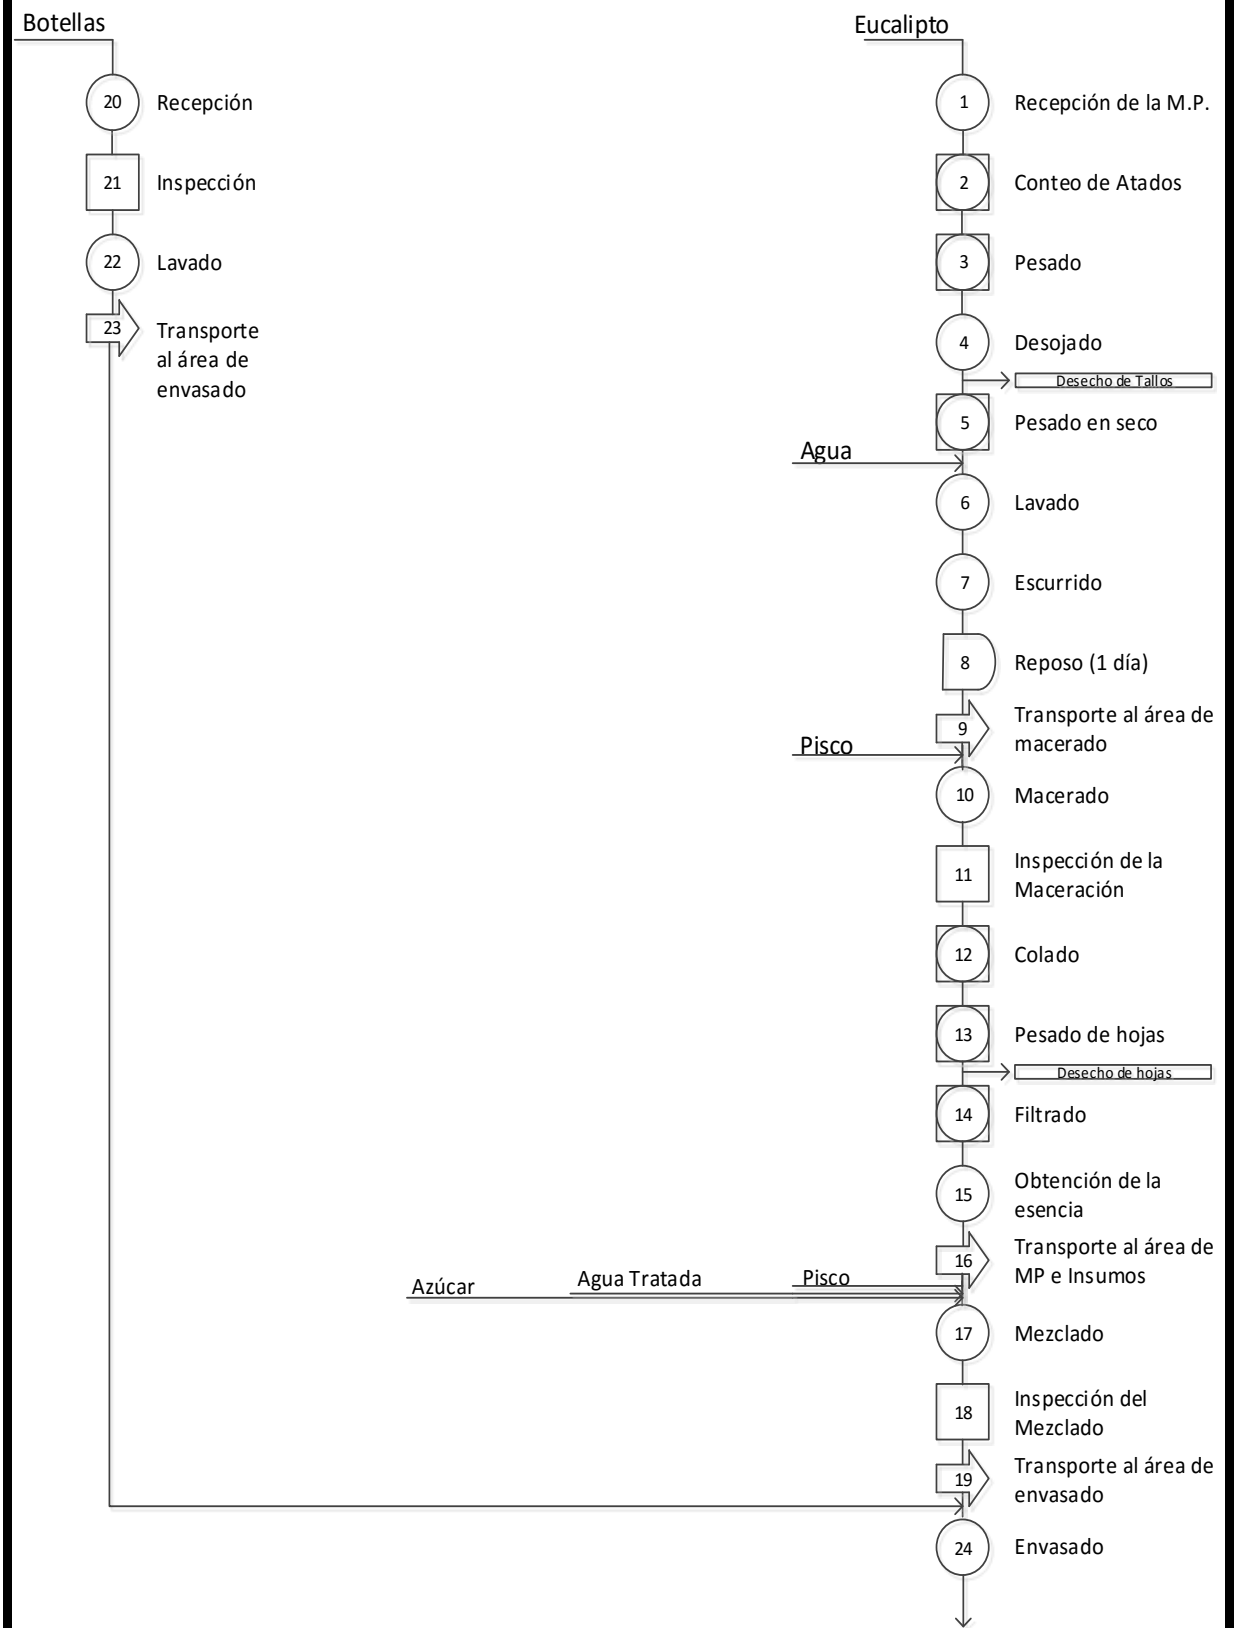 Botellas
20
Recepción
21
Inspección
22
Lavado
23
Transporte
al área de
envasado
Eucalipto
1
Recepción de la M.P.
2
Conteo de Atados
3
Pesado
4
Desojado
Desecho de Tallos
5
Pesado en seco
Agua
6
Lavado
7
Escurrido
8
Reposo (1 día)
9
Transporte al área de
macerado
Pisco
10
Macerado
11
Inspección de la
Maceración
12
Colado
13
Pesado de hojas
Desecho de hojas
14
Filtrado
15
Obtención de la
esencia
16
Transporte al área de
MP e Insumos
Azúcar
Agua Tratada
Pisco
17
Mezclado
18
Inspección del
Mezclado
19
Transporte al área de
envasado
24
Envasado